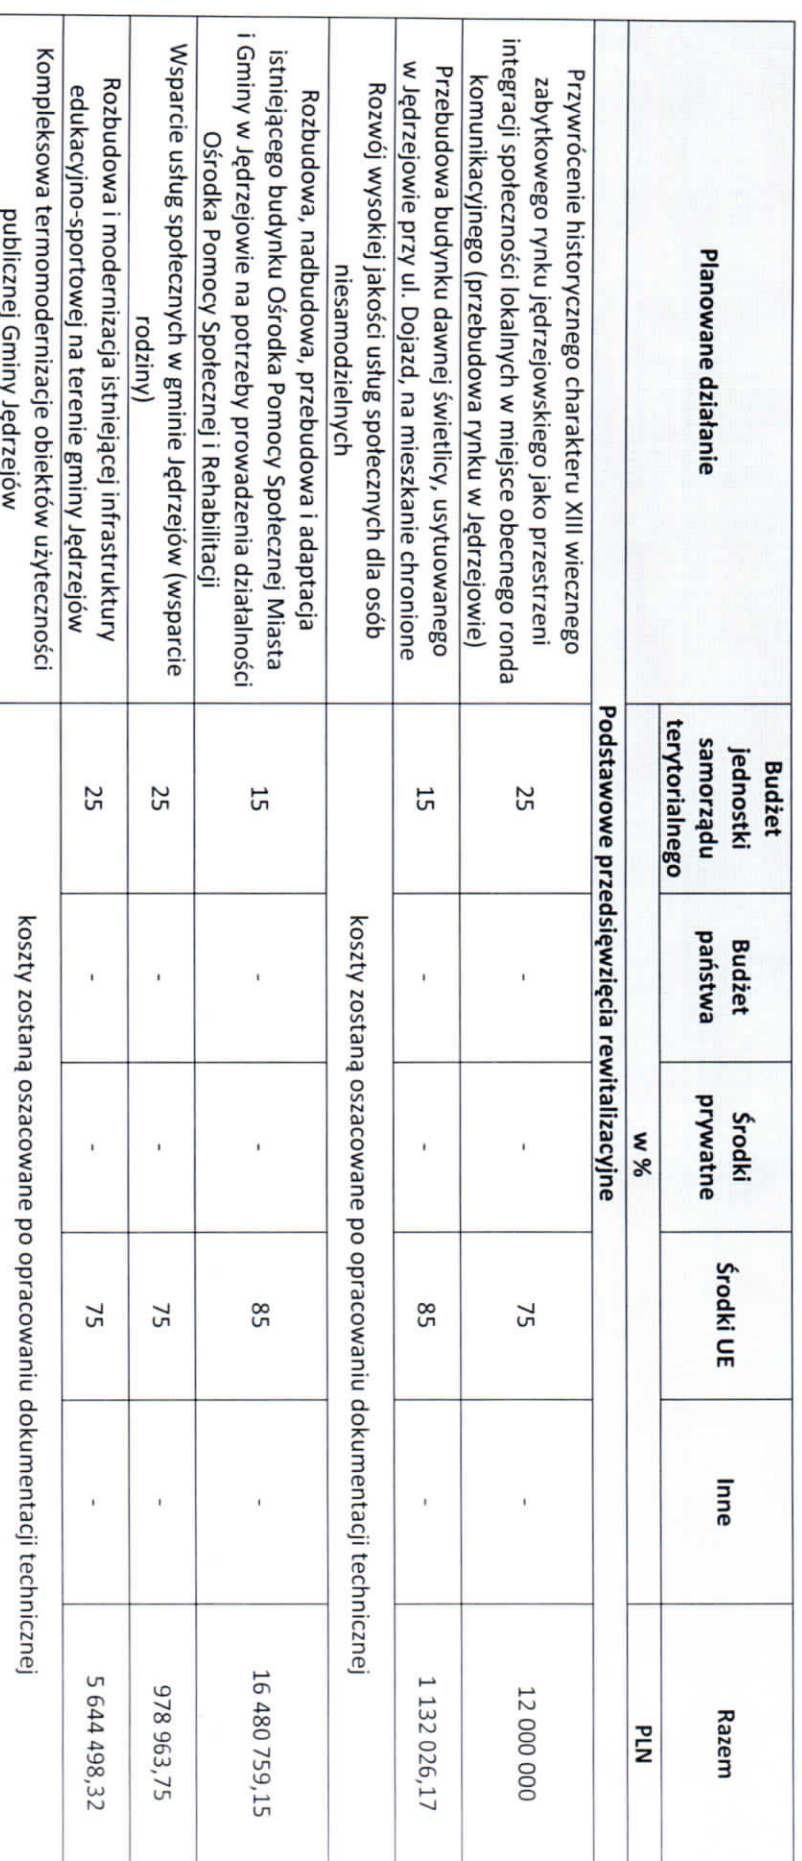 Planowane działanie
Budżet
jednostki
samorządu
terytorialnego
Budżet
państwa
Środki
prywatne
Środki UE
Inne
Razem
w %
PLN
Podstawowe przedsięwzięcia rewitalizacyjne
Przywrócenie historycznego charakteru XIII wiecznego
zabytkowego rynku jędrzejowskiego jako przestrzeni
integracji społeczności lokalnych w miejsce obecnego ronda
komunikacyjnego (przebudowa rynku w Jędrzejowie)
25
-
-
75
-
12 000 000
Przebudowa budynku dawnej świetlicy, usytuowanego
w Jędrzejowie przy ul. Dojazd, na mieszkanie chronione
15
-
-
85
-
1 132 026,17
Rozwój wysokiej jakości usług społecznych dla osób
niesamodzielnych
koszty zostaną oszacowane po opracowaniu dokumentacji technicznej
Rozbudowa, nadbudowa, przebudowa i adaptacja
istniejącego budynku Ośrodka Pomocy Społecznej Miasta
i Gminy w Jędrzejowie na potrzeby prowadzenia działalności
Ośrodka Pomocy Społecznej i Rehabilitacji
15
-
-
85
-
16 480 759,15
Wsparcie usług społecznych w gminie Jędrzejów (wsparcie
rodziny)
25
-
-
75
-
978 963,75
Rozbudowa i modernizacja istniejącej infrastruktury
edukacyjno-sportowej na terenie gminy Jędrzejów
25
-
-
75
-
5 644 498,32
Kompleksowa termomodernizacje obiektów użyteczności
publicznej Gminy Jędrzejów
koszty zostaną oszacowane po opracowaniu dokumentacji technicznej